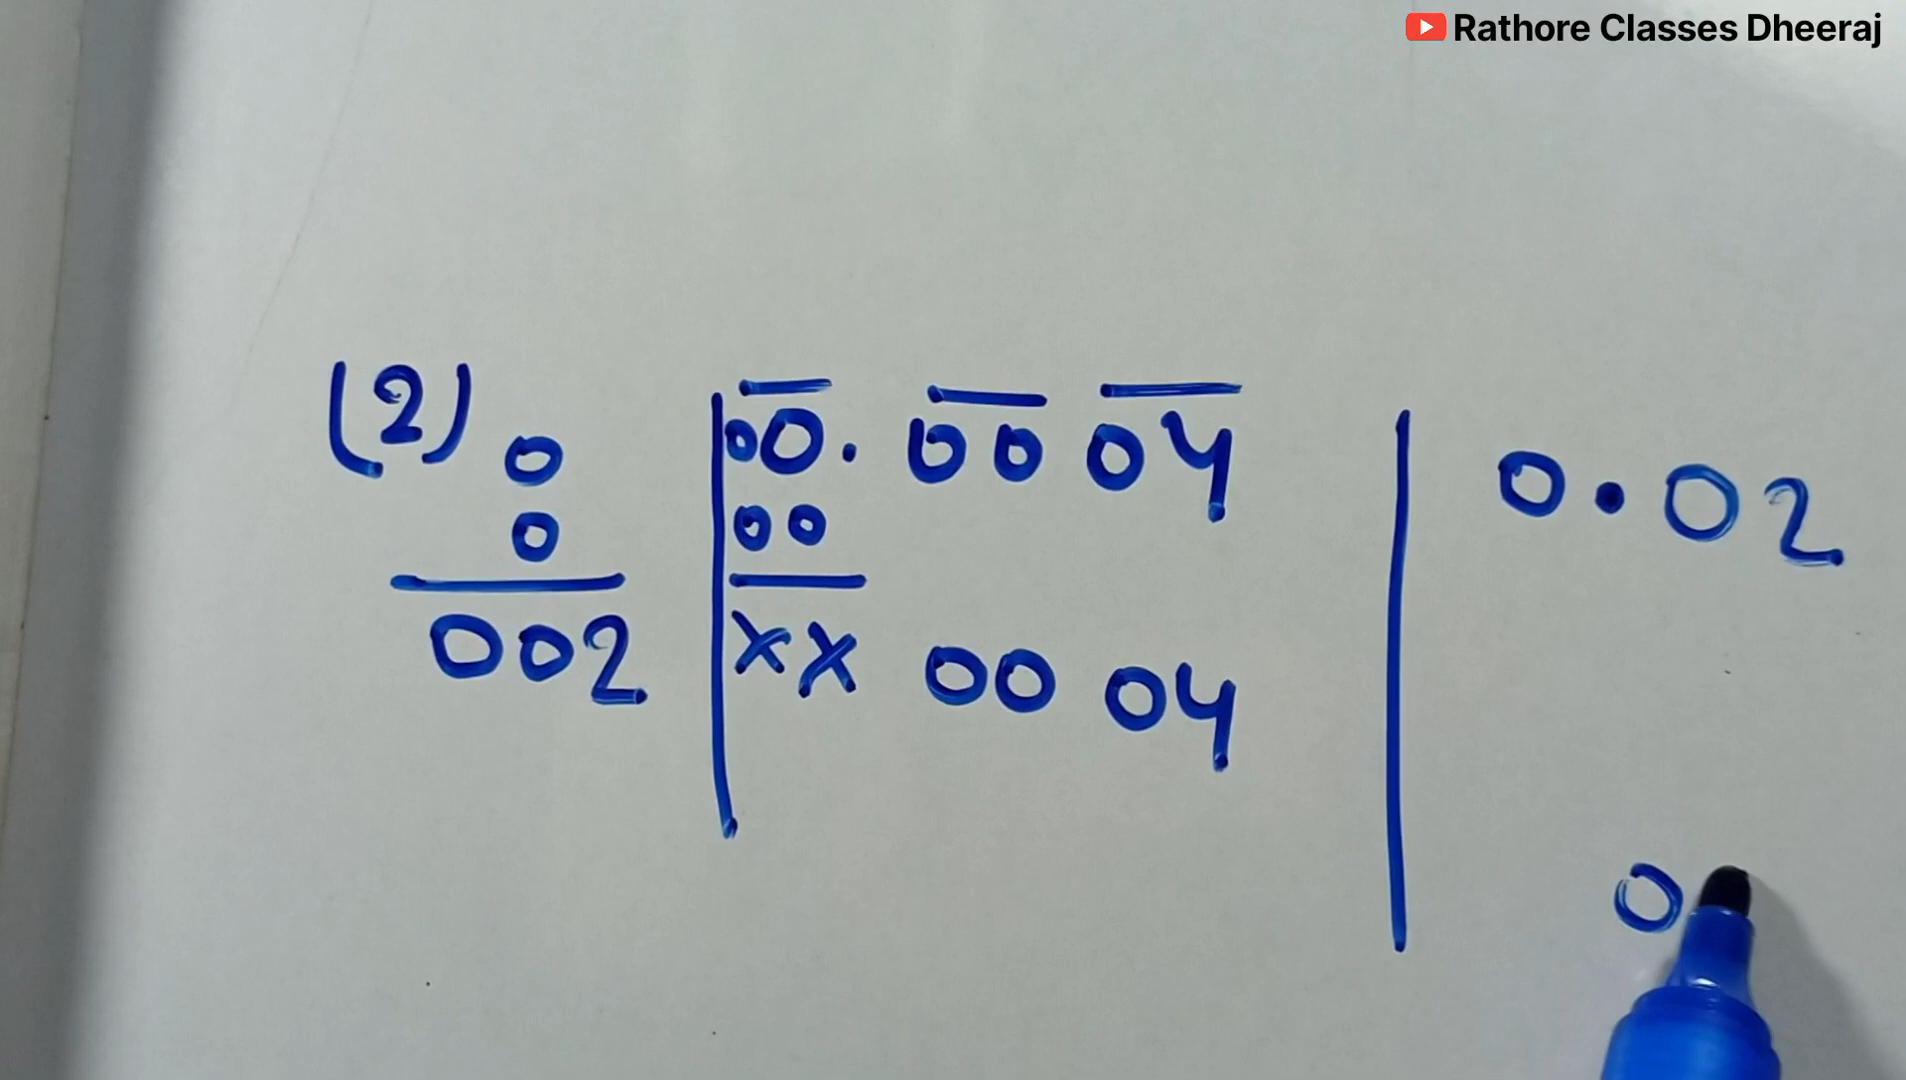 Rathore Classes Dheeraj
(2) 0 00. 00 04 0.02
0 00
002 xx 00 04
0